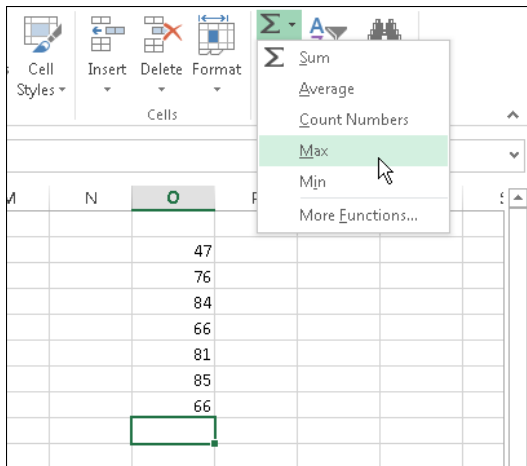 Σ
A
Cell
Styles
Insert
Delete
Format
Cells
Σ Sum
Average
Count Numbers
Max
Min
More Functions...
N
O
47
76
84
66
81
85
66